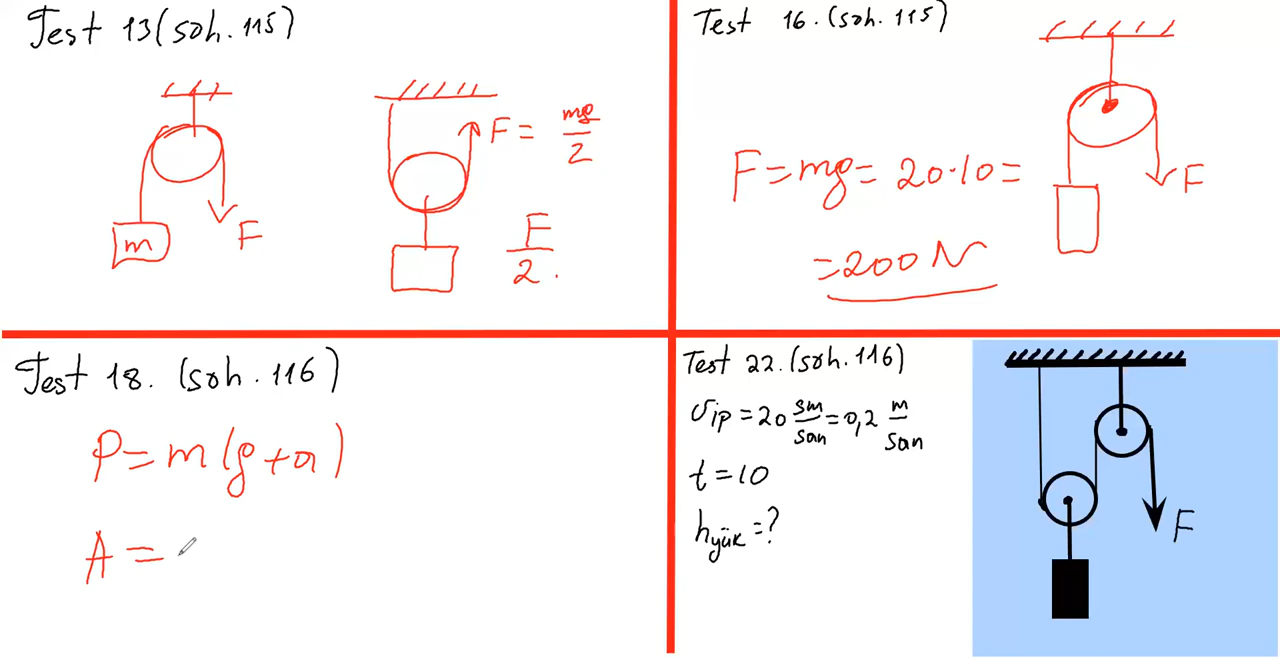 Test 13(səh.115)
m
F
F = mg/2
F/2.
Test 16.(səh.115)
F = mg = 20·10 =
= 200 N
F
Test 18. (səh.116)
P = m(g+a)
A =
Test 22.(səh.116)
υip = 20 sm/san = 0,2 m/san
t = 10
hyük = ?
F